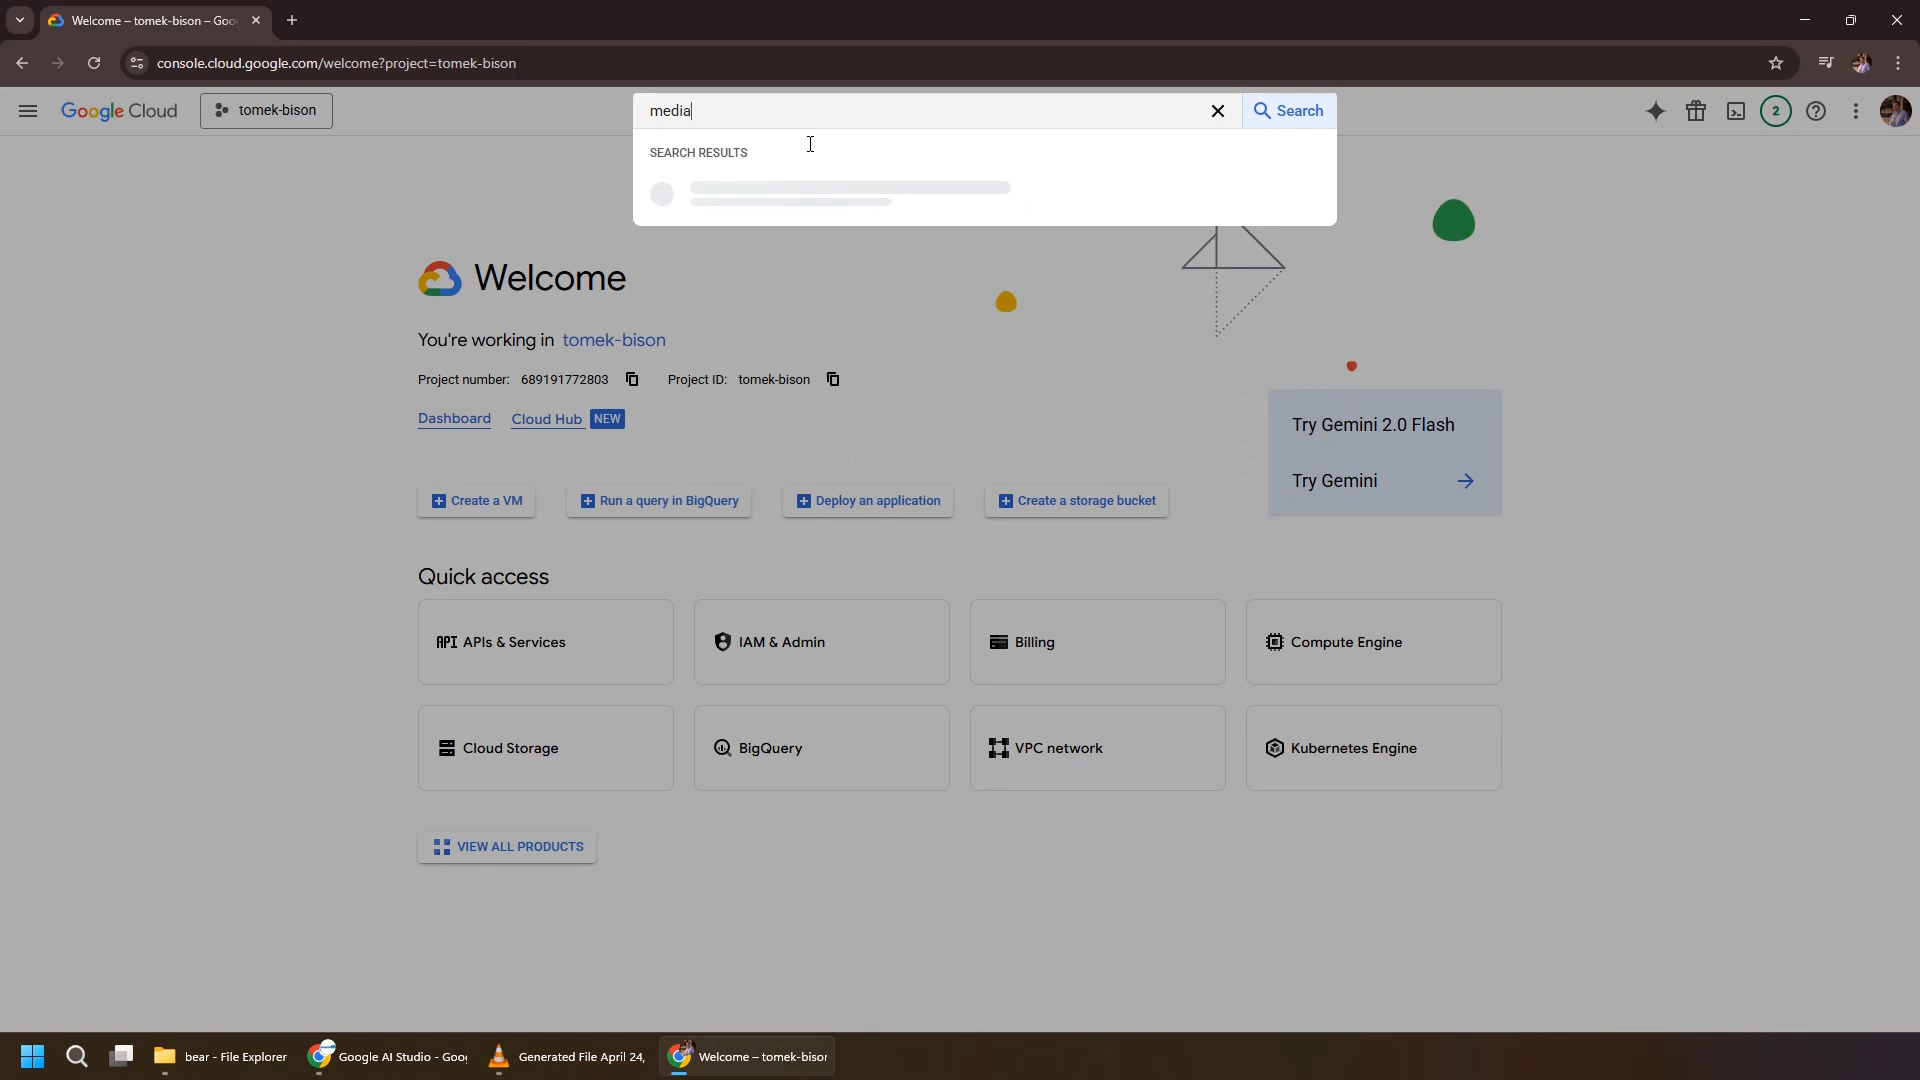 Welcome – tomek-bison – Goo
console.cloud.google.com/welcome?project=tomek-bison
Google Cloud
tomek-bison
media
Search
2
SEARCH RESULTS
Welcome
You're working in tomek-bison
Project number: 689191772803
Project ID: tomek-bison
Dashboard
Cloud Hub NEW
Try Gemini 2.0 Flash
Try Gemini
Create a VM
Run a query in BigQuery
Deploy an application
Create a storage bucket
Quick access
API APIs & Services
IAM & Admin
Billing
Compute Engine
Cloud Storage
BigQuery
VPC network
Kubernetes Engine
VIEW ALL PRODUCTS
bear - File Explorer
Google AI Studio - Goo
Generated File April 24,
Welcome – tomek-bison